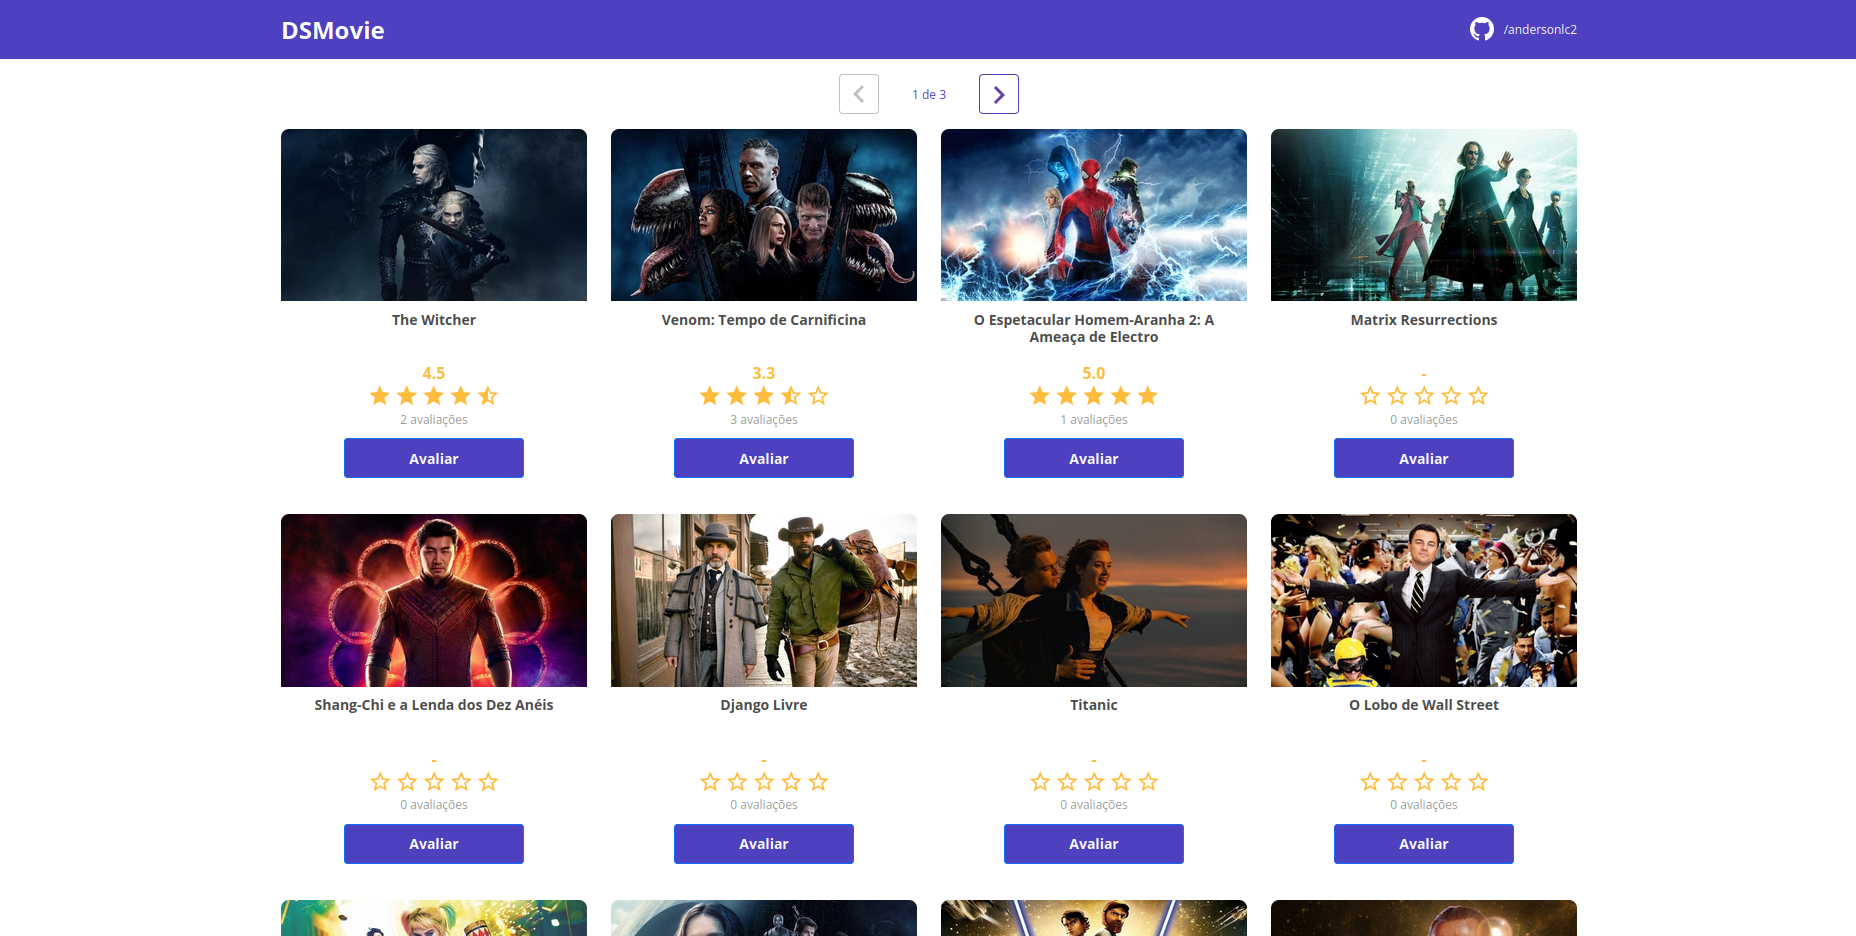 DSMovie
/andersonlc2
1 de 3
The Witcher
4.5
2 avaliações
Avaliar
Venom: Tempo de Carnificina
3.3
3 avaliações
Avaliar
O Espetacular Homem-Aranha 2: A
Ameaça de Electro
5.0
1 avaliações
Avaliar
Matrix Resurrections
-
0 avaliações
Avaliar
Shang-Chi e a Lenda dos Dez Anéis
-
0 avaliações
Avaliar
Django Livre
-
0 avaliações
Avaliar
Titanic
-
0 avaliações
Avaliar
O Lobo de Wall Street
-
0 avaliações
Avaliar